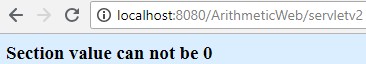 localhost:8080/ArithmeticWeb/servletv2
Section value can not be 0